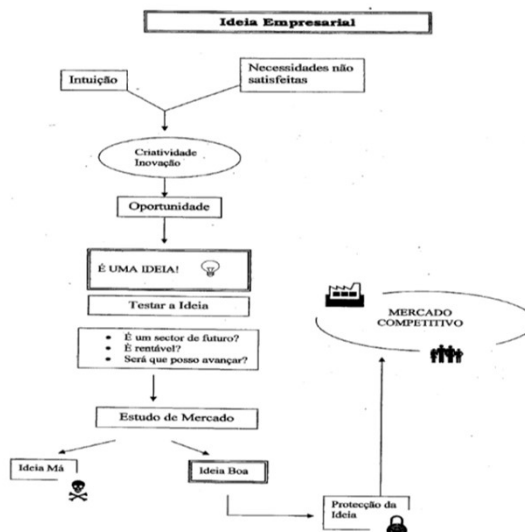 Ideia Empresarial
Intuição
Necessidades não
satisfeitas
Criatividade
Inovação
Oportunidade
É UMA IDEIA!
Testar a Ideia
• É um sector de futuro?
• É rentável?
• Será que posso avançar?
Estudo de Mercado
Ideia Má
Ideia Boa
Protecção da
Ideia
MERCADO
COMPETITIVO